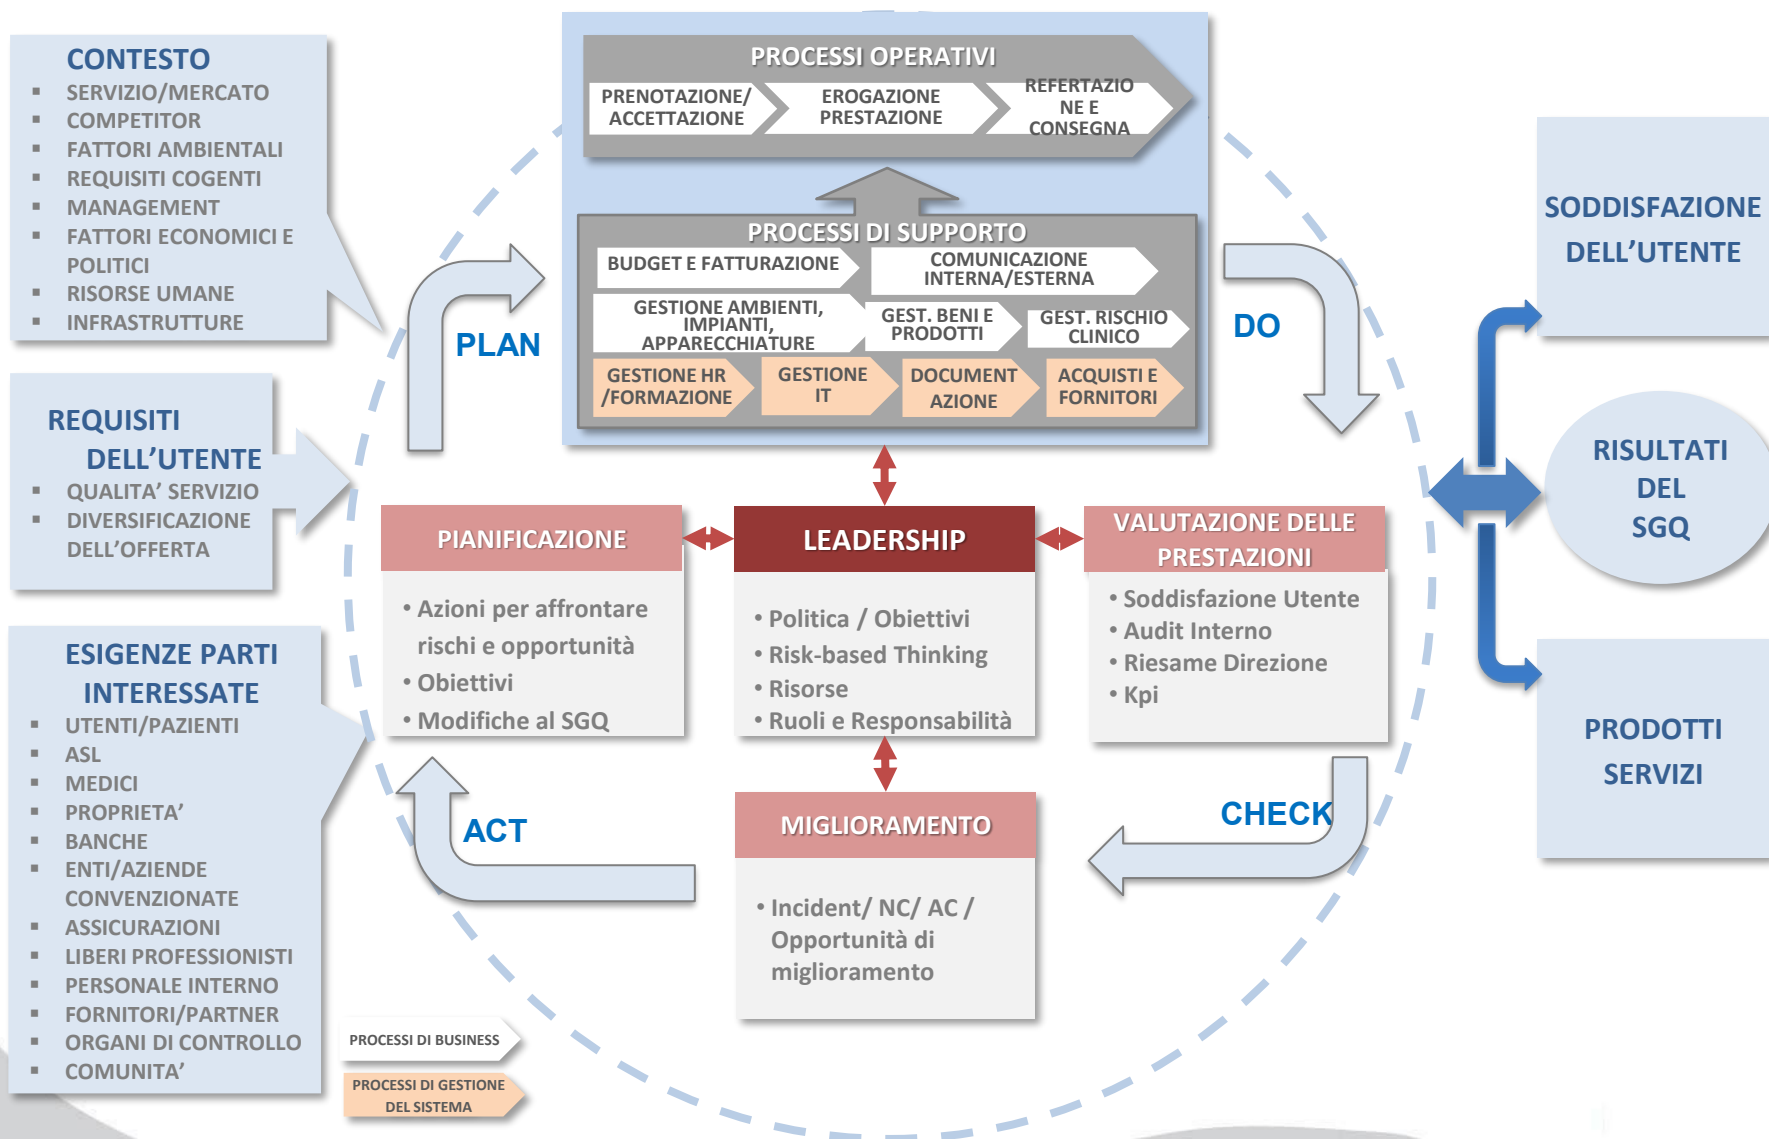 CONTESTO
▪ SERVIZIO/MERCATO
▪ COMPETITOR
▪ FATTORI AMBIENTALI
▪ REQUISITI COGENTI
▪ MANAGEMENT
▪ FATTORI ECONOMICI E
POLITICI
▪ RISORSE UMANE
▪ INFRASTRUTTURE
REQUISITI
DELL'UTENTE
▪ QUALITA' SERVIZIO
▪ DIVERSIFICAZIONE
DELL'OFFERTA
ESIGENZE PARTI
INTERESSATE
▪ UTENTI/PAZIENTI
▪ ASL
▪ MEDICI
▪ PROPRIETA'
▪ BANCHE
▪ ENTI/AZIENDE
CONVENZIONATE
▪ ASSICURAZIONI
▪ LIBERI PROFESSIONISTI
▪ PERSONALE INTERNO
▪ FORNITORI/PARTNER
▪ ORGANI DI CONTROLLO
▪ COMUNITA'
PROCESSI OPERATIVI
PRENOTAZIONE/
ACCETTAZIONE
EROGAZIONE
PRESTAZIONE
REFERTAZIO
NE E
CONSEGNA
PROCESSI DI SUPPORTO
BUDGET E FATTURAZIONE
COMUNICAZIONE
INTERNA/ESTERNA
GESTIONE AMBIENTI,
IMPIANTI,
APPARECCHIATURE
GEST. BENI E
PRODOTTI
GEST. RISCHIO
CLINICO
GESTIONE HR
/FORMAZIONE
GESTIONE
IT
DOCUMENT
AZIONE
ACQUISTI E
FORNITORI
PLAN
DO
PIANIFICAZIONE
• Azioni per affrontare
rischi e opportunità
• Obiettivi
• Modifiche al SGQ
LEADERSHIP
• Politica / Obiettivi
• Risk-based Thinking
• Risorse
• Ruoli e Responsabilità
VALUTAZIONE DELLE
PRESTAZIONI
• Soddisfazione Utente
• Audit Interno
• Riesame Direzione
• Kpi
ACT
CHECK
MIGLIORAMENTO
• Incident/ NC/ AC /
Opportunità di
miglioramento
PROCESSI DI BUSINESS
PROCESSI DI GESTIONE
DEL SISTEMA
SODDISFAZIONE
DELL'UTENTE
RISULTATI
DEL
SGQ
PRODOTTI
SERVIZI